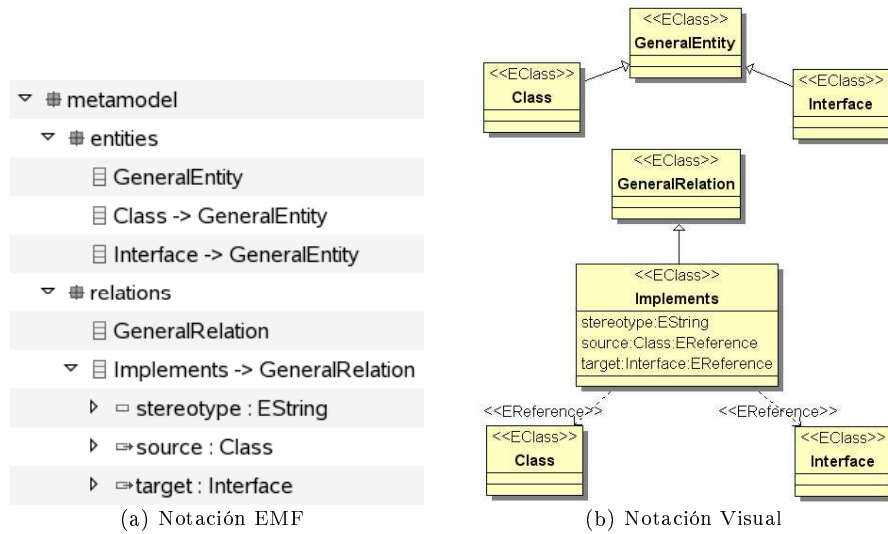 metamodel
entities
GeneralEntity
Class -> GeneralEntity
Interface -> GeneralEntity
relations
GeneralRelation
Implements -> GeneralRelation
stereotype : EString
source : Class
target : Interface
(a) Notación EMF
<<EClass>>
GeneralEntity
<<EClass>>
Class
<<EClass>>
Interface
<<EClass>>
GeneralRelation
<<EClass>>
Implements
stereotype:EString
source:Class:EReference
target:Interface:EReference
<<EReference>>
<<EReference>>
<<EClass>>
Class
<<EClass>>
Interface
(b) Notación Visual